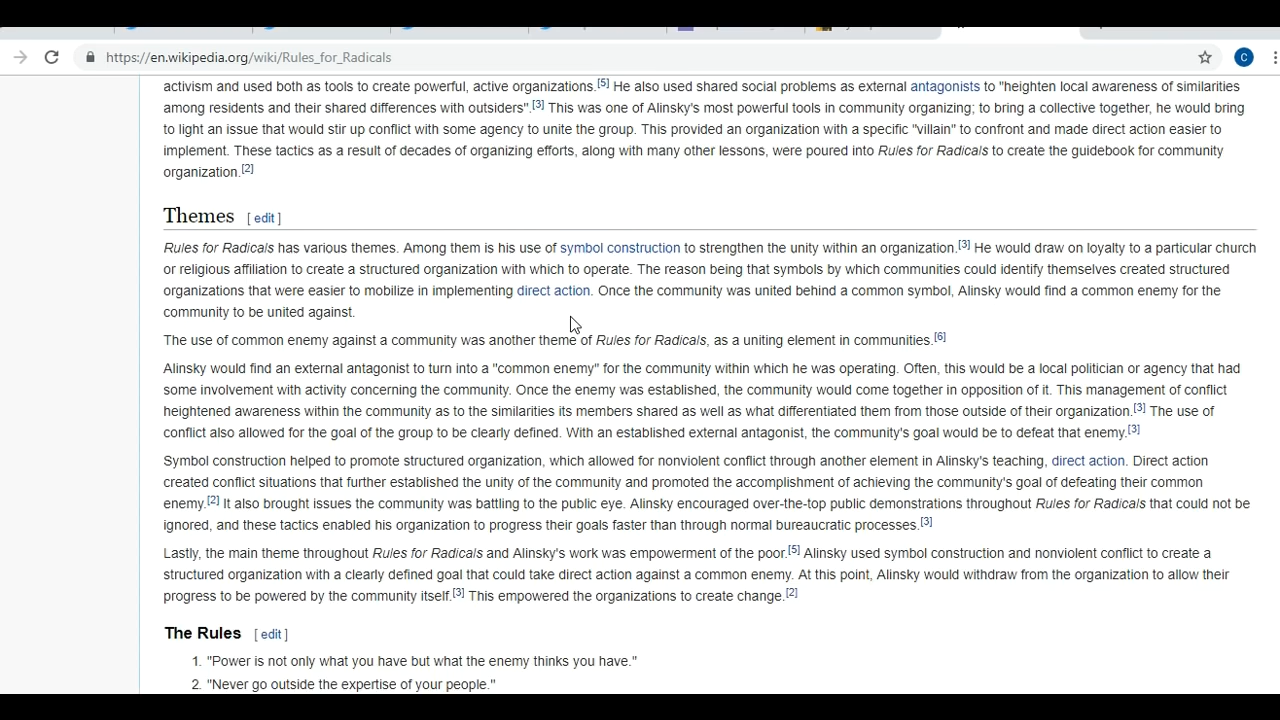 https://en.wikipedia.org/wiki/Rules_for_Radicals
C
activism and used both as tools to create powerful, active organizations.[5] He also used shared social problems as external antagonists to "heighten local awareness of similarities
among residents and their shared differences with outsiders".[3] This was one of Alinsky's most powerful tools in community organizing; to bring a collective together, he would bring
to light an issue that would stir up conflict with some agency to unite the group. This provided an organization with a specific "villain" to confront and made direct action easier to
implement. These tactics as a result of decades of organizing efforts, along with many other lessons, were poured into Rules for Radicals to create the guidebook for community
organization.[2]
Themes [ edit ]
Rules for Radicals has various themes. Among them is his use of symbol construction to strengthen the unity within an organization.[3] He would draw on loyalty to a particular church
or religious affiliation to create a structured organization with which to operate. The reason being that symbols by which communities could identify themselves created structured
organizations that were easier to mobilize in implementing direct action. Once the community was united behind a common symbol, Alinsky would find a common enemy for the
community to be united against.
The use of common enemy against a community was another theme of Rules for Radicals, as a uniting element in communities.[6]
Alinsky would find an external antagonist to turn into a "common enemy" for the community within which he was operating. Often, this would be a local politician or agency that had
some involvement with activity concerning the community. Once the enemy was established, the community would come together in opposition of it. This management of conflict
heightened awareness within the community as to the similarities its members shared as well as what differentiated them from those outside of their organization.[3] The use of
conflict also allowed for the goal of the group to be clearly defined. With an established external antagonist, the community's goal would be to defeat that enemy.[3]
Symbol construction helped to promote structured organization, which allowed for nonviolent conflict through another element in Alinsky's teaching, direct action. Direct action
created conflict situations that further established the unity of the community and promoted the accomplishment of achieving the community's goal of defeating their common
enemy.[2] It also brought issues the community was battling to the public eye. Alinsky encouraged over-the-top public demonstrations throughout Rules for Radicals that could not be
ignored, and these tactics enabled his organization to progress their goals faster than through normal bureaucratic processes.[3]
Lastly, the main theme throughout Rules for Radicals and Alinsky's work was empowerment of the poor.[5] Alinsky used symbol construction and nonviolent conflict to create a
structured organization with a clearly defined goal that could take direct action against a common enemy. At this point, Alinsky would withdraw from the organization to allow their
progress to be powered by the community itself.[3] This empowered the organizations to create change.[2]
The Rules [ edit ]
1. "Power is not only what you have but what the enemy thinks you have."
2. "Never go outside the expertise of your people."